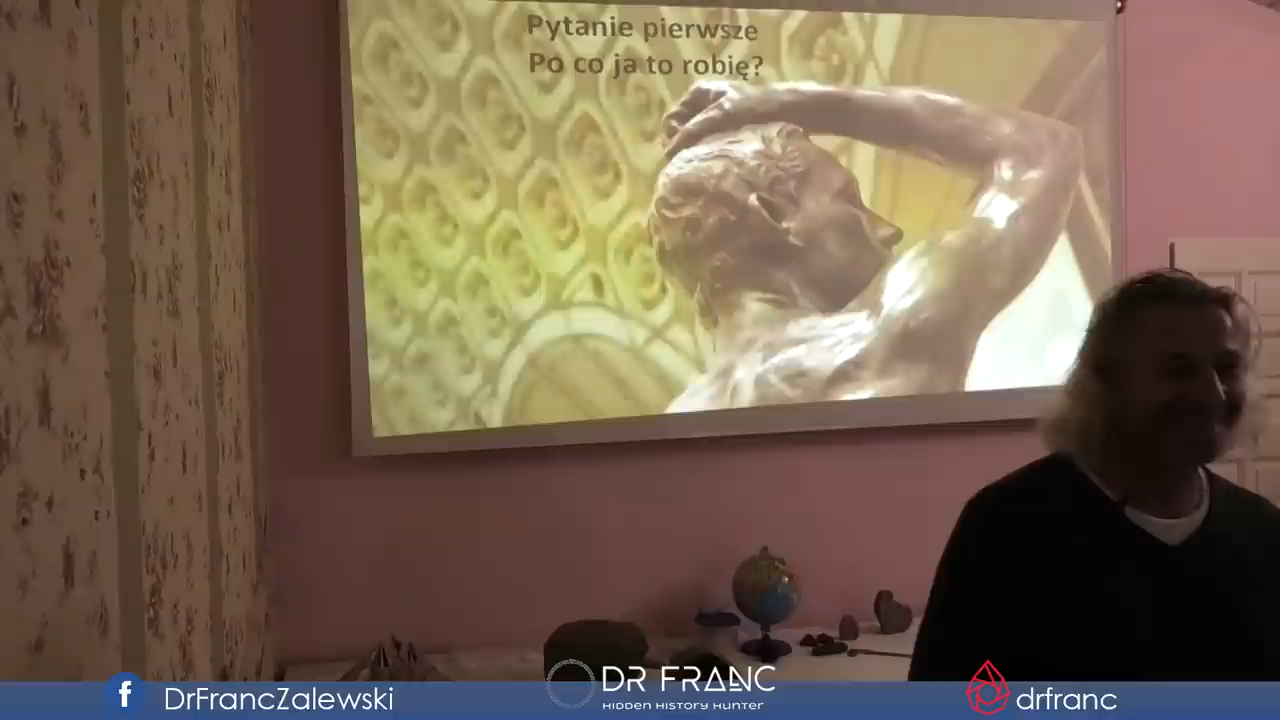 Pytanie pierwsze
Po co ja to robię?
DR FRANC
HIDDEN HISTORY HUNTER
f DrFrancZalewski
drfranc